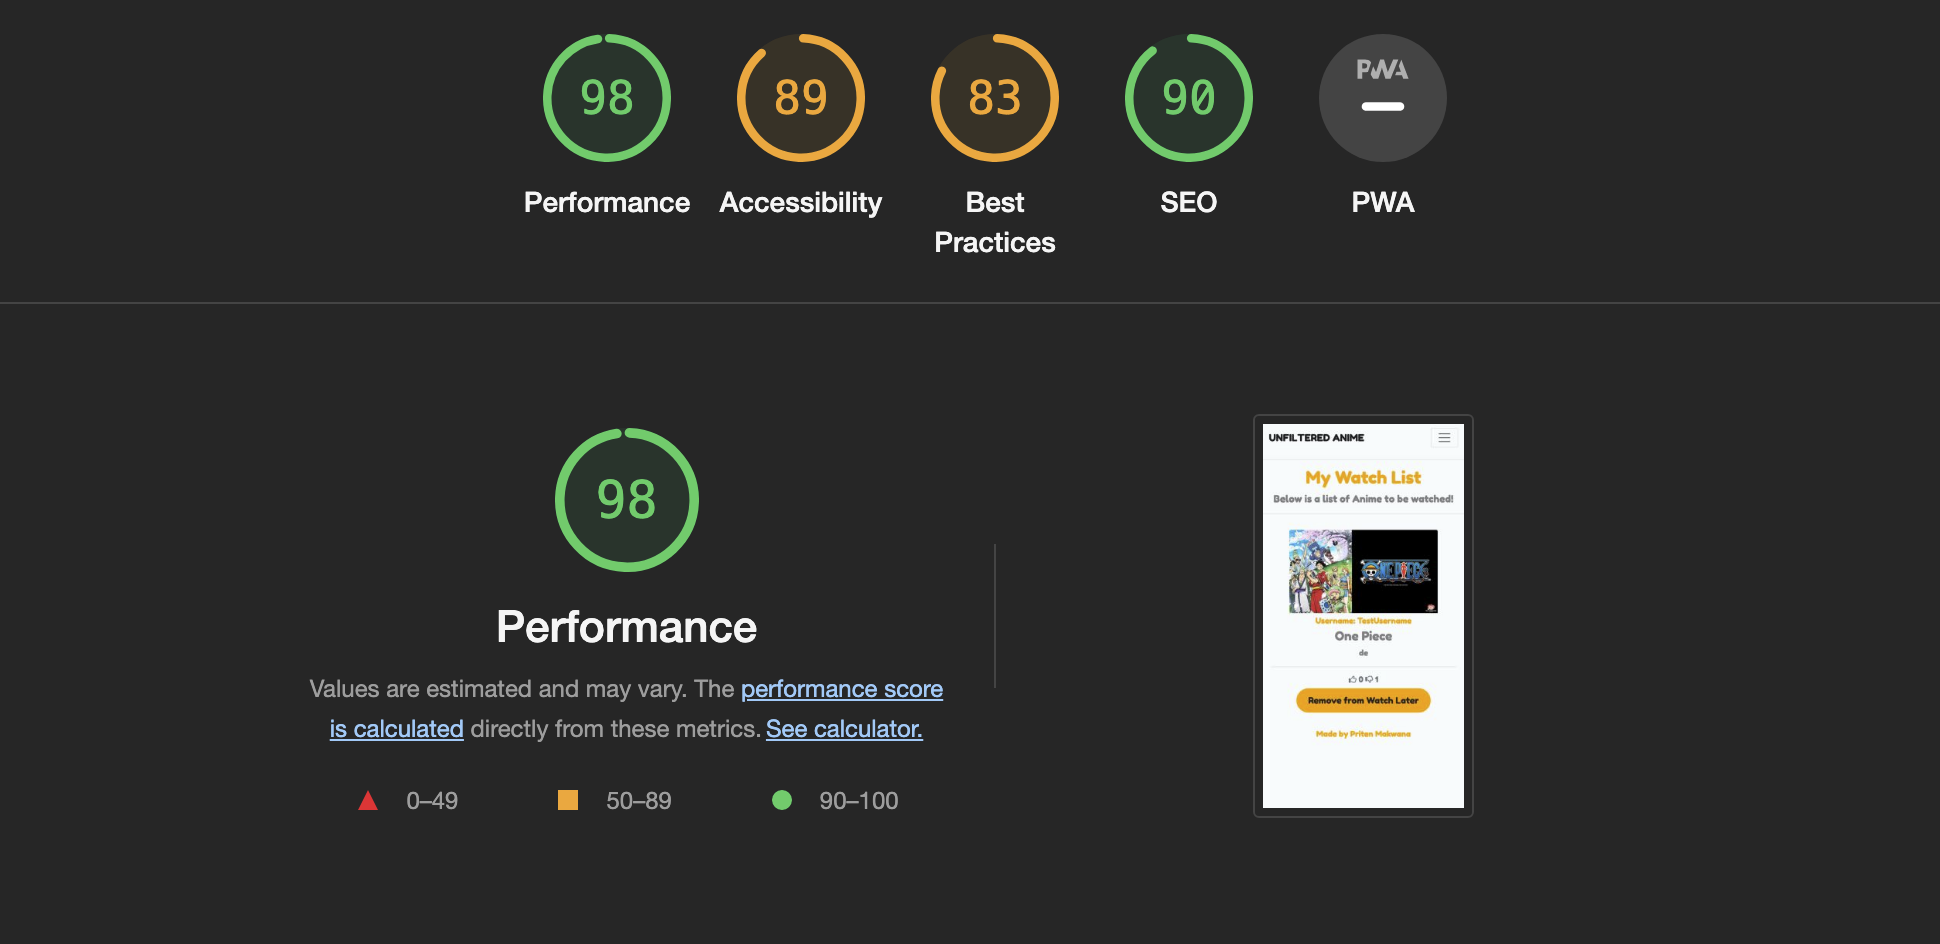 98
89
83
90
PWA
Performance
Accessibility
Best
Practices
SEO
PWA
98
Performance
Values are estimated and may vary. The performance score
is calculated directly from these metrics. See calculator.
0–49
50–89
90–100
UNFILTERED ANIME
My Watch List
Below is a list of Anime to be watched!
ONE PIECE
Username: TestUsername
One Piece
de
0 1
Remove from Watch Later
Made by Priten Makwana